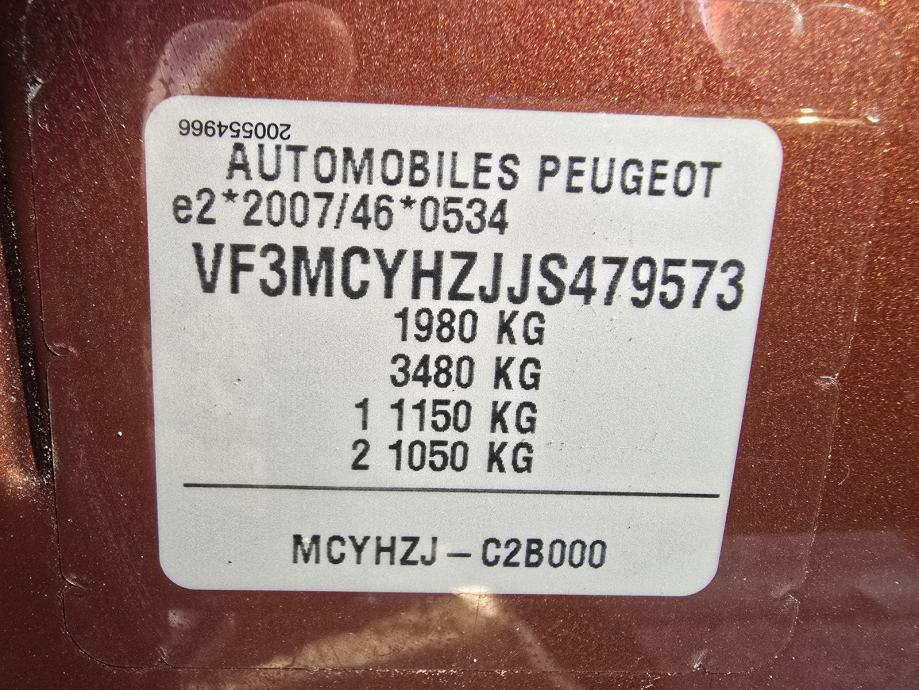 200554966
AUTOMOBILES PEUGEOT
e2*2007/46*0534
VF3MCYHZJJS479573
1980 KG
3480 KG
1 1150 KG
2 1050 KG
MCYHZJ – C2B000